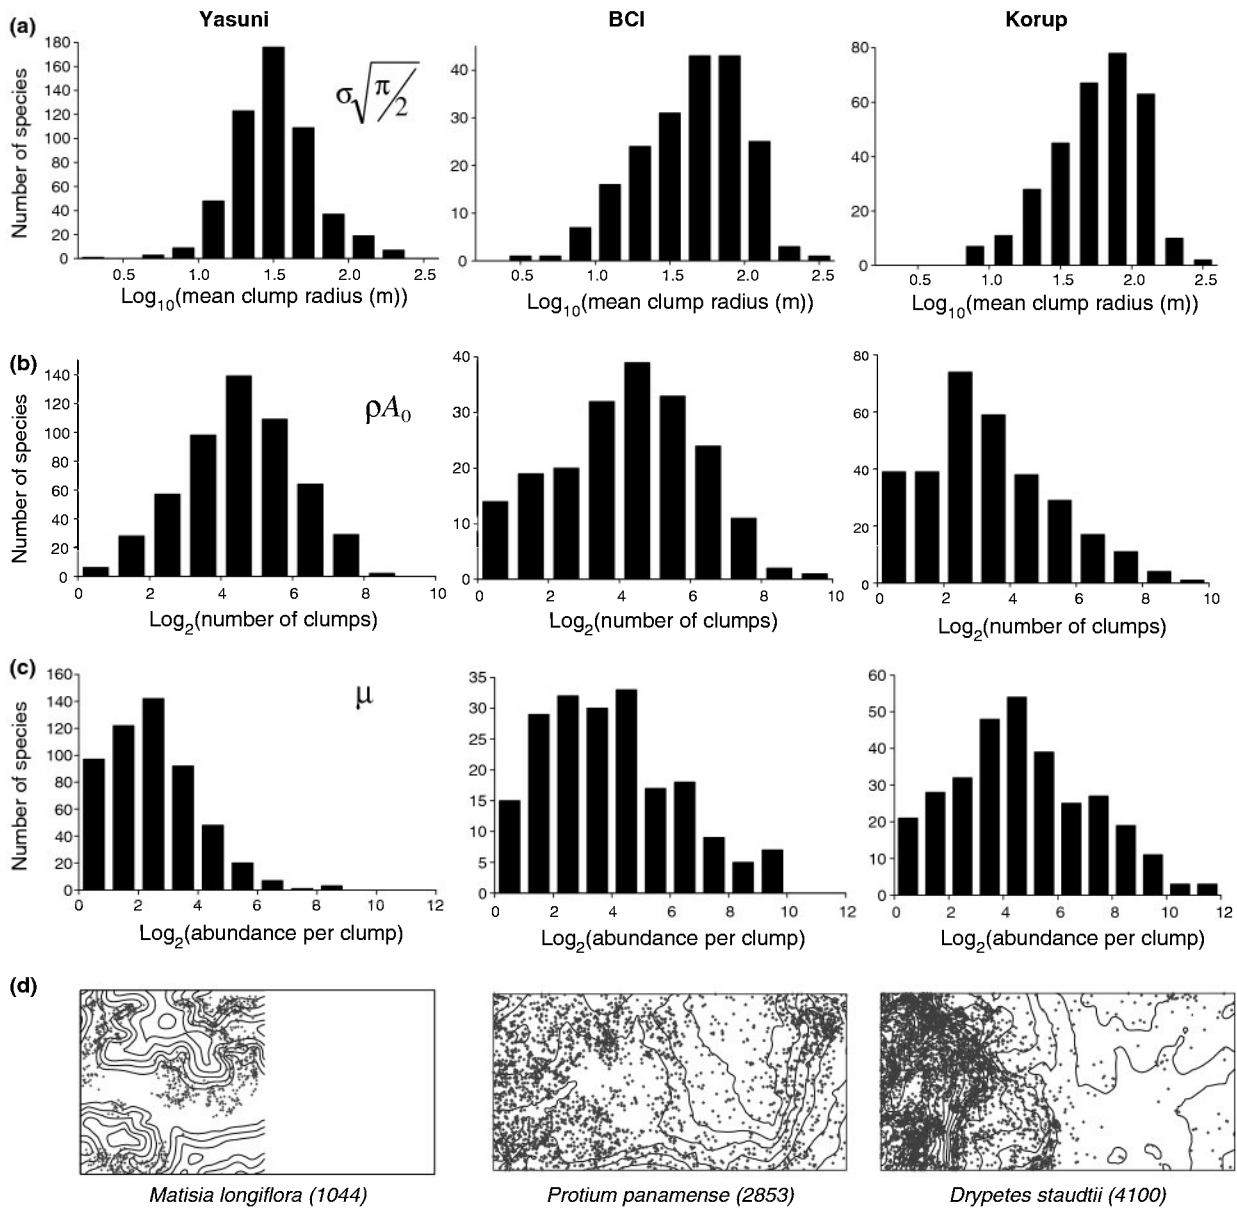 Yasuni BCI Korup
(a)
Number of species
180
160
140
120
100
80
60
40
20
0
0.5 1.0 1.5 2.0 2.5
Log10(mean clump radius (m))
σ√π/2
40
30
20
10
0
0.5 1.0 1.5 2.0 2.5
Log10(mean clump radius (m))
80
60
40
20
0
0.5 1.0 1.5 2.0 2.5
Log10(mean clump radius (m))
(b)
Number of species
140
120
100
80
60
40
20
0
0 2 4 6 8 10
Log2(number of clumps)
ρA0
40
30
20
10
0
0 2 4 6 8 10
Log2(number of clumps)
80
60
40
20
0
0 2 4 6 8 10
Log2(number of clumps)
(c)
Number of species
160
140
120
100
80
60
40
20
0
0 2 4 6 8 10 12
Log2(abundance per clump)
μ
35
30
25
20
15
10
5
0
0 2 4 6 8 10 12
Log2(abundance per clump)
60
50
40
30
20
10
0
0 2 4 6 8 10 12
Log2(abundance per clump)
(d)
Matisia longiflora (1044)
Protium panamense (2853)
Drypetes staudtii (4100)